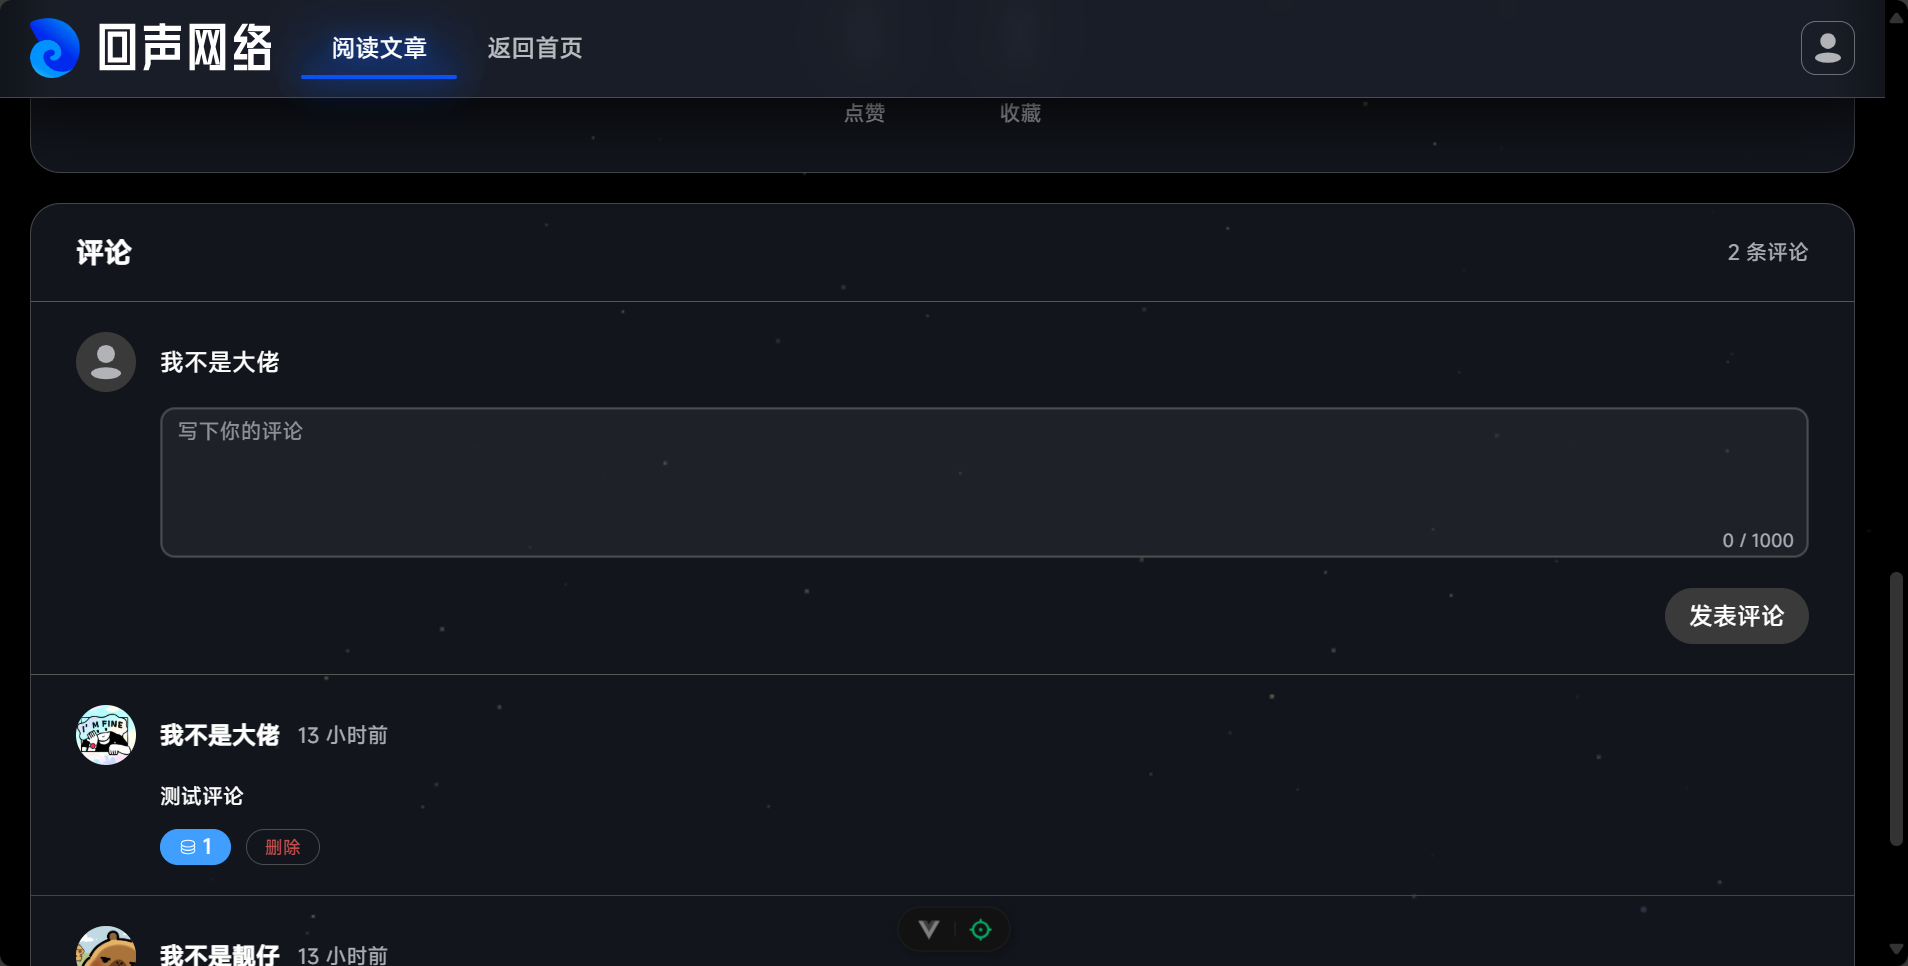 回声网络
阅读文章
返回首页
点赞
收藏
评论
2 条评论
我不是大佬
写下你的评论
0 / 1000
发表评论
我不是大佬 13 小时前
I'M FINE
测试评论
1
删除
我不是靓仔 13 小时前